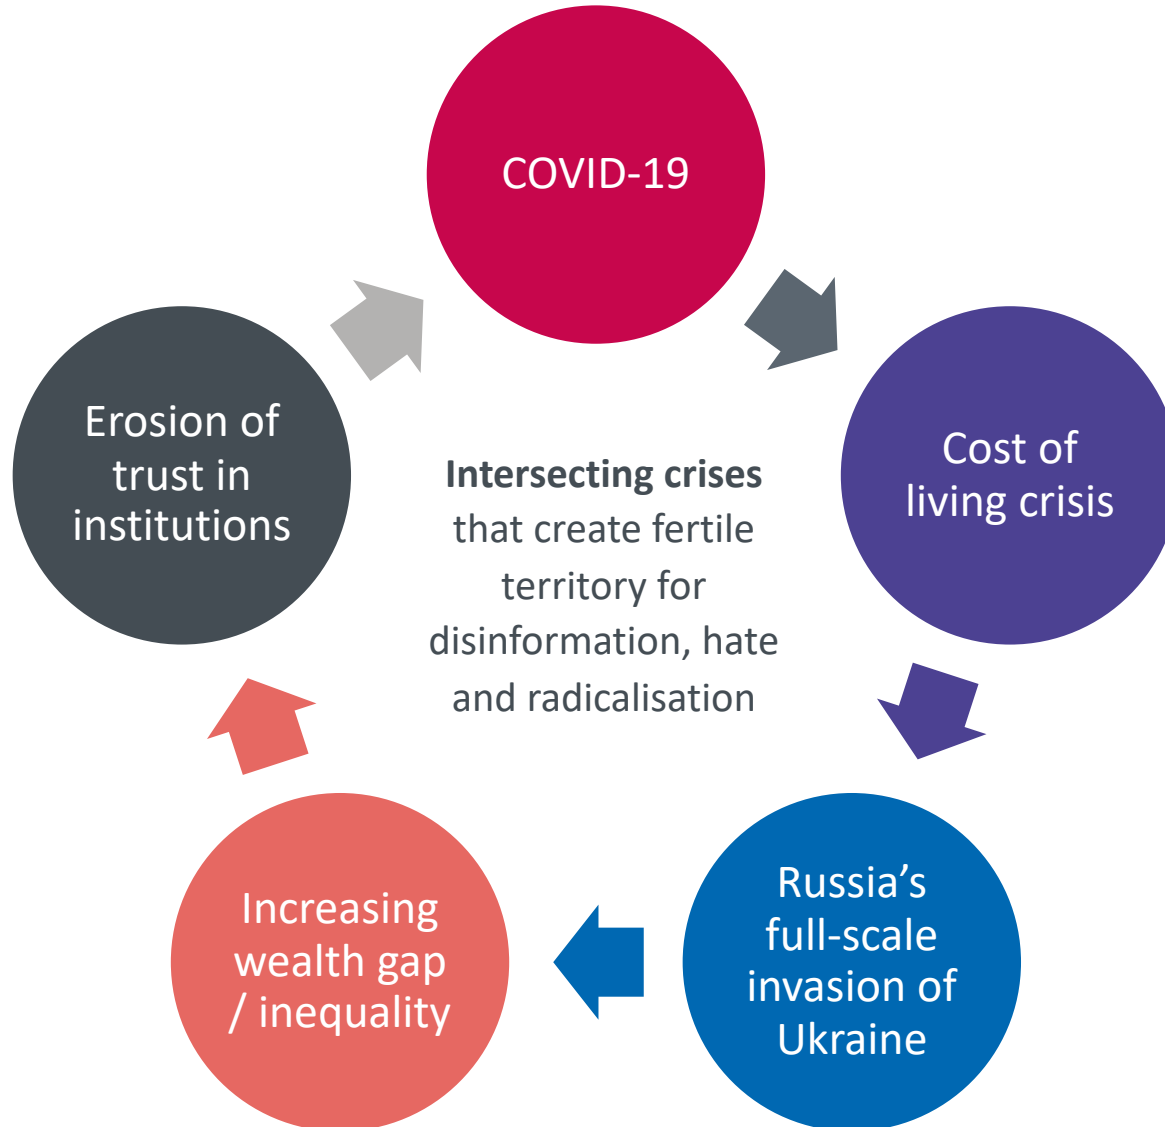 COVID-19
Cost of
living crisis
Russia’s
full-scale
invasion of
Ukraine
Increasing
wealth gap
/ inequality
Erosion of
trust in
institutions
Intersecting crises
that create fertile
territory for
disinformation, hate
and radicalisation